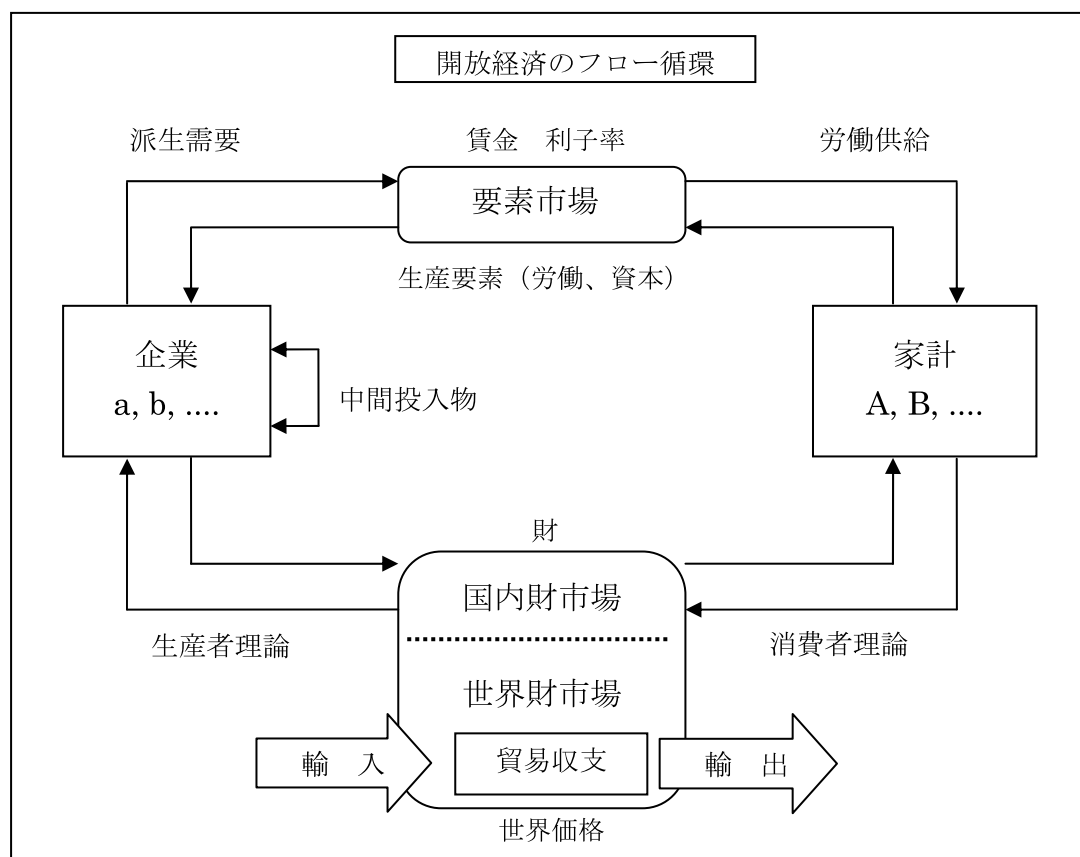 開放経済のフロー循環
派生需要
賃金　利子率
労働供給
要素市場
生産要素（労働、資本）
企業
a, b, ....
中間投入物
家計
A, B, ....
財
国内財市場
生産者理論
消費者理論
世界財市場
輸　入
貿易収支
輸　出
世界価格